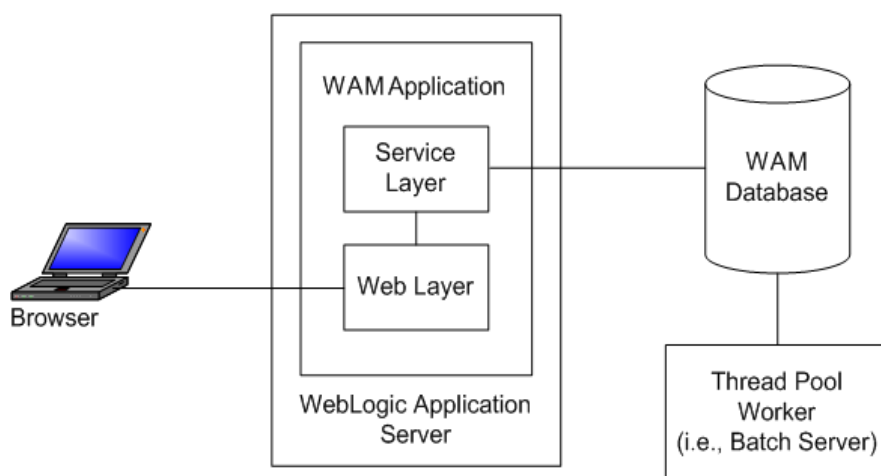 WAM Application
Service
Layer
Web Layer
WebLogic Application
Server
Browser
WAM
Database
Thread Pool
Worker
(i.e., Batch Server)